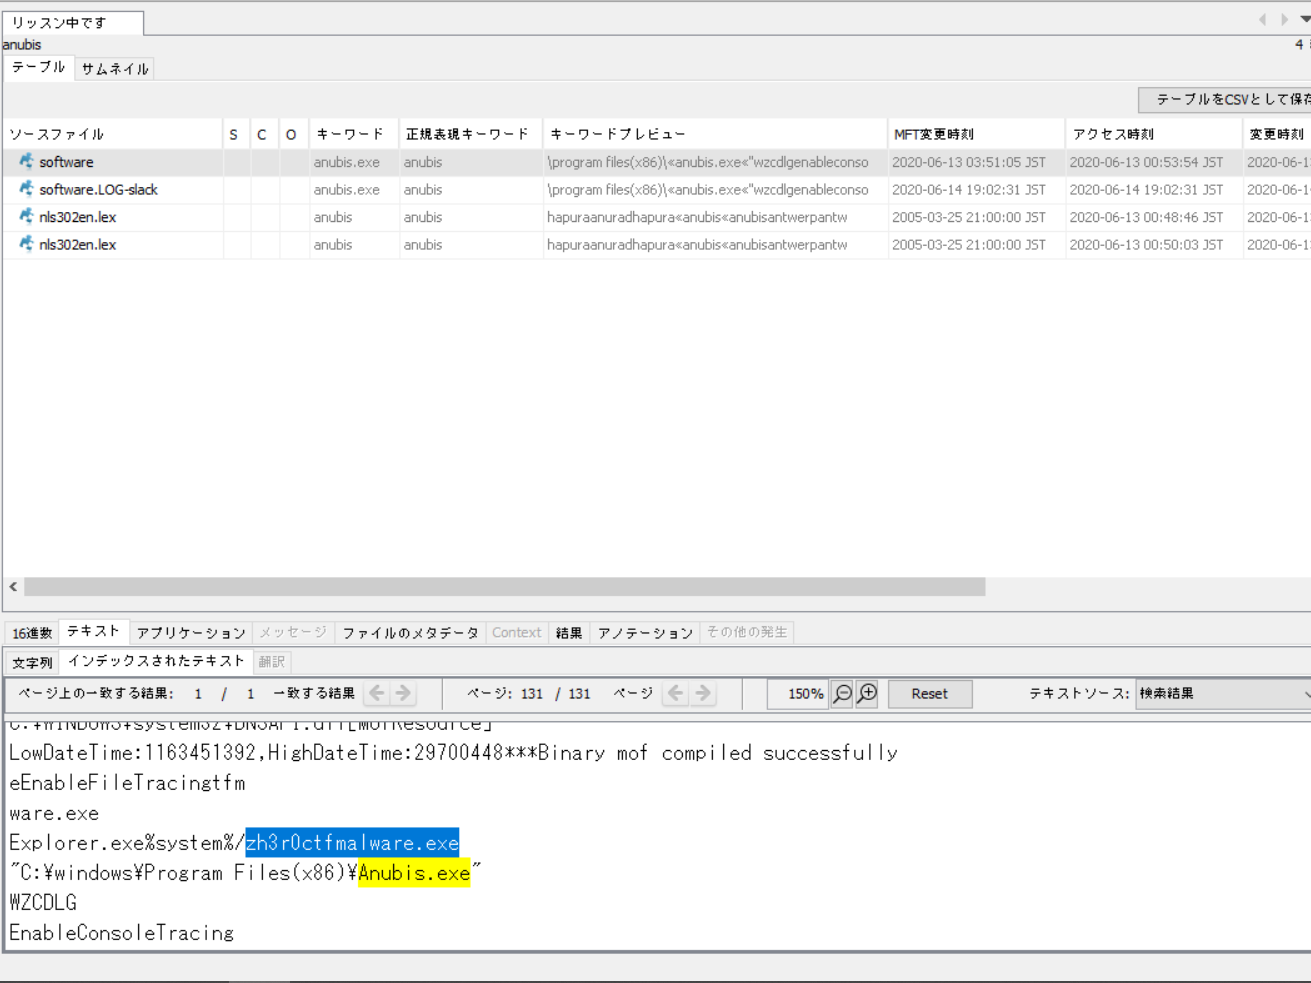 リッスン中です
anubis
4
テーブル サムネイル
テーブルをCSVとして保存
ソースファイル S C O キーワード 正規表現キーワード キーワードプレビュー MFT変更時刻 アクセス時刻 変更時刻
software anubis.exe anubis \program files(x86)\«anubis.exe«"wzcdlgenableconso 2020-06-13 03:51:05 JST 2020-06-13 00:53:54 JST 2020-06-1
software.LOG-slack anubis.exe anubis \program files(x86)\«anubis.exe«"wzcdlgenableconso 2020-06-14 19:02:31 JST 2020-06-14 19:02:31 JST 2020-06-1
nls302en.lex anubis anubis hapuraanuradhapura«anubis«anubisantwerpantw 2005-03-25 21:00:00 JST 2020-06-13 00:48:46 JST 2020-06-1
nls302en.lex anubis anubis hapuraanuradhapura«anubis«anubisantwerpantw 2005-03-25 21:00:00 JST 2020-06-13 00:50:03 JST 2020-06-1
16進数 テキスト アプリケーション メッセージ ファイルのメタデータ Context 結果 アノテーション その他の発生
文字列 インデックスされたテキスト 翻訳
ページ上の一致する結果: 1 / 1 一致する結果 ページ: 131 / 131 ページ 150% Reset テキストソース: 検索結果
C:¥WINDOWS¥system32¥DNSAPI.dll[MofResource]
LowDateTime:1163451392,HighDateTime:29700448***Binary mof compiled successfully
eEnableFileTracingtfm
ware.exe
Explorer.exe%system%/zh3r0ctfmalware.exe
"C:¥windows¥Program Files(x86)¥Anubis.exe"
WZCDLG
EnableConsoleTracing